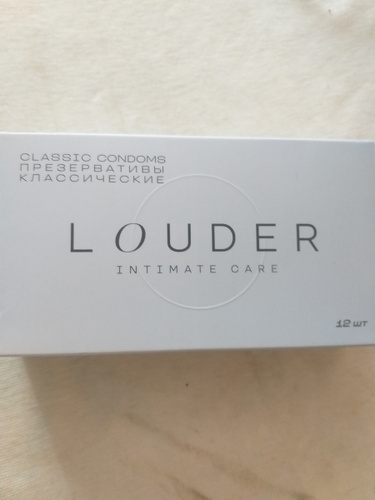 CLASSIC CONDOMS
ПРЕЗЕРВАТИВЫ
КЛАССИЧЕСКИЕ
LOUDER
INTIMATE CARE
12 шт